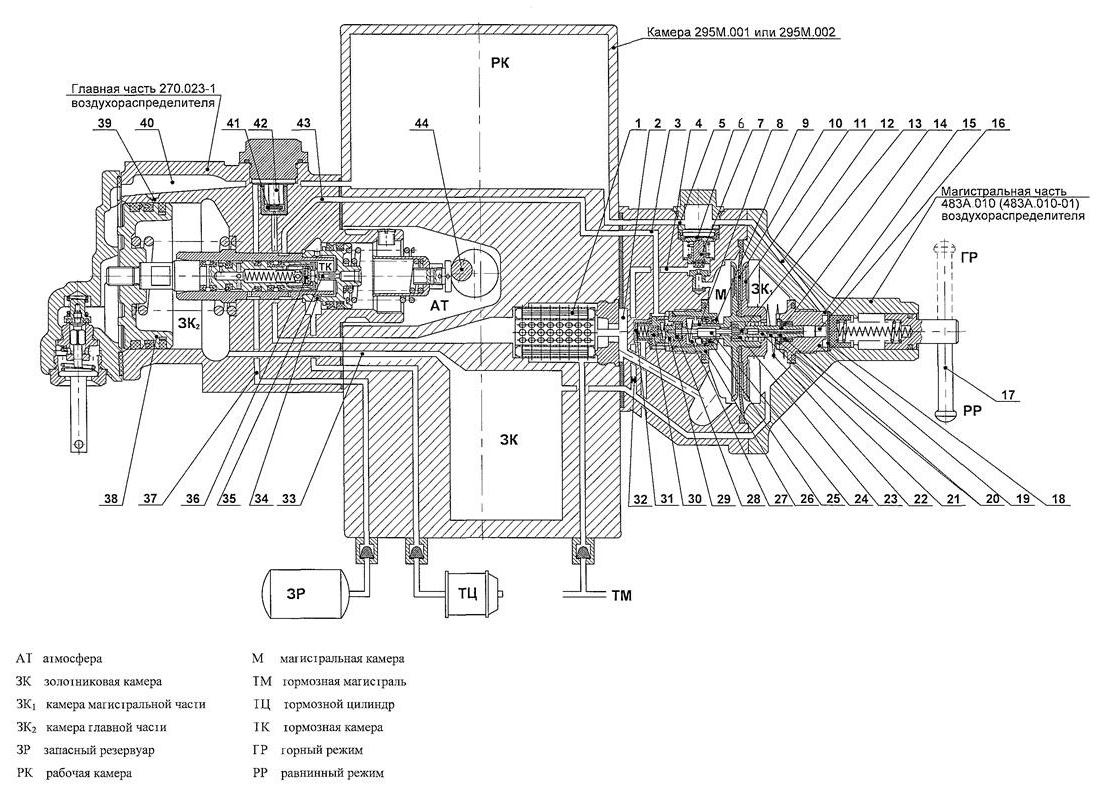 Камера 295М.001 или 295М.002
РК
Главная часть 270.023-1
воздухораспределителя
39 40 41 42 43 44 1 2 3 4 5 6 7 8 9 10 11 12 13 14 15 16
Магистральная часть
483А.010 (483А.010-01)
воздухораспределителя
ГР
ТК
М
ЗК₁
АТ
ЗК₂
17
РР
ЗК
38 37 36 35 34 33 32 31 30 29 28 27 26 25 24 23 22 21 20 19 18
ЗР
ТЦ
ТМ
АТ атмосфера
ЗК золотниковая камера
ЗК₁ камера магистральной части
ЗК₂ камера главной части
ЗР запасный резервуар
РК рабочая камера
М магистральная камера
ТМ тормозная магистраль
ТЦ тормозной цилиндр
ТК тормозная камера
ГР горный режим
РР равнинный режим